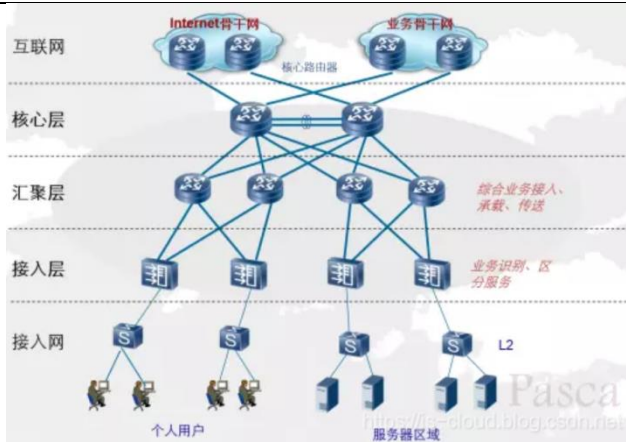 Internet骨干网
业务骨干网
互联网
核心路由器
核心层
汇聚层
综合业务接入、
承载、传送
接入层
业务识别、区
分服务
接入网
S
S
S
S
L2
个人用户
服务器区域
Pasca
https://is-cloud.blog.csdn.net